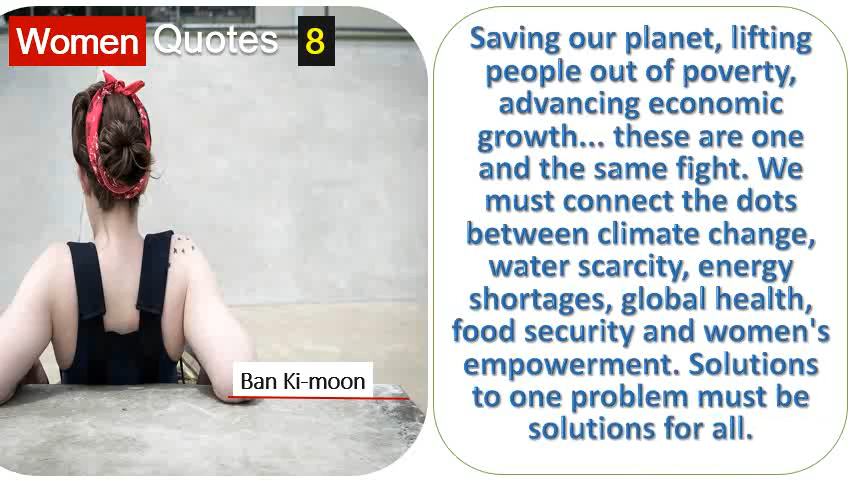 Women Quotes 8
Saving our planet, lifting
people out of poverty,
advancing economic
growth... these are one
and the same fight. We
must connect the dots
between climate change,
water scarcity, energy
shortages, global health,
food security and women's
empowerment. Solutions
to one problem must be
solutions for all.
Ban Ki-moon